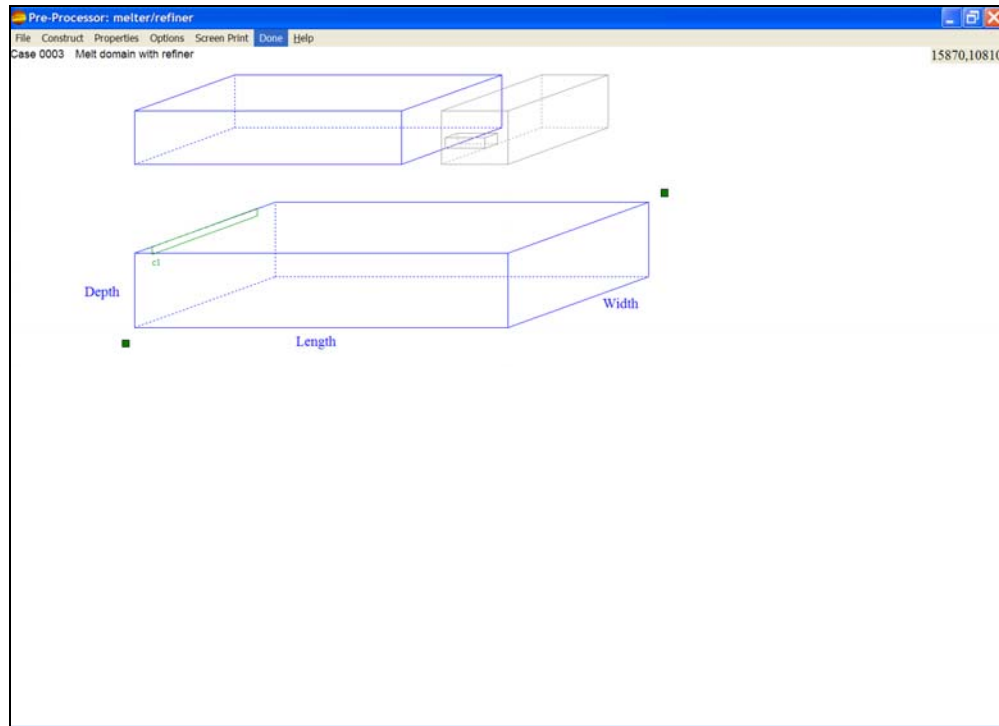 Pre-Processor: melter/refiner
File Construct Properties Options Screen Print Done Help
Case 0003 Melt domain with refiner 15870,10810
c1
Depth
Width
Length